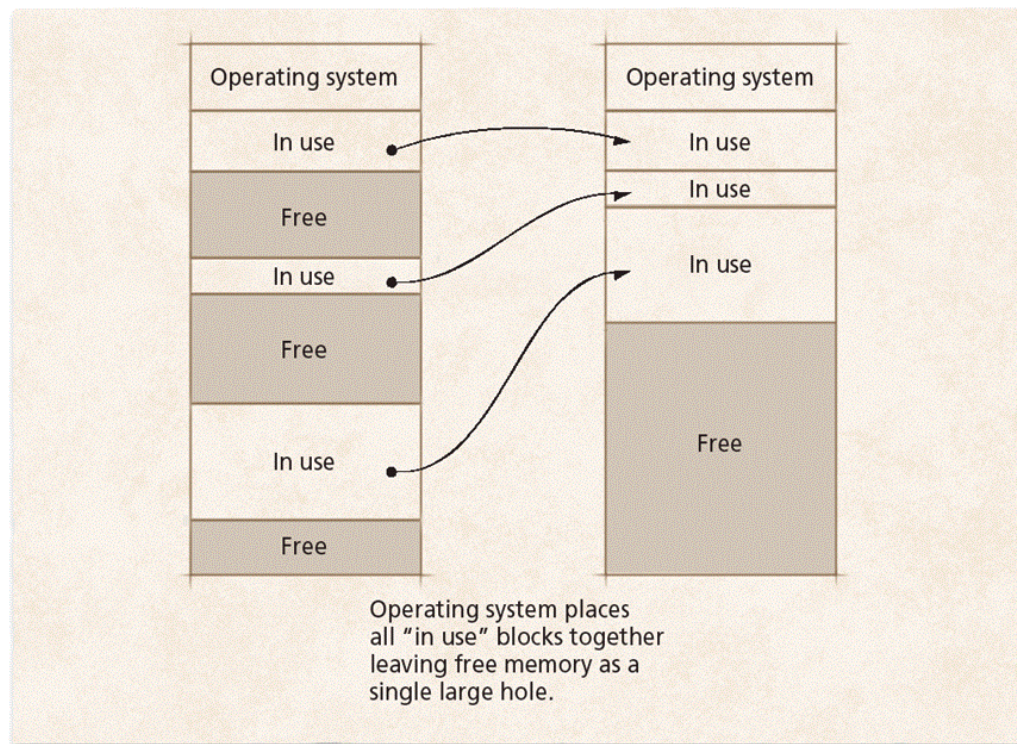 Operating system
In use
Free
In use
Free
In use
Free
Operating system
In use
In use
In use
Free
Operating system places
all “in use” blocks together
leaving free memory as a
single large hole.